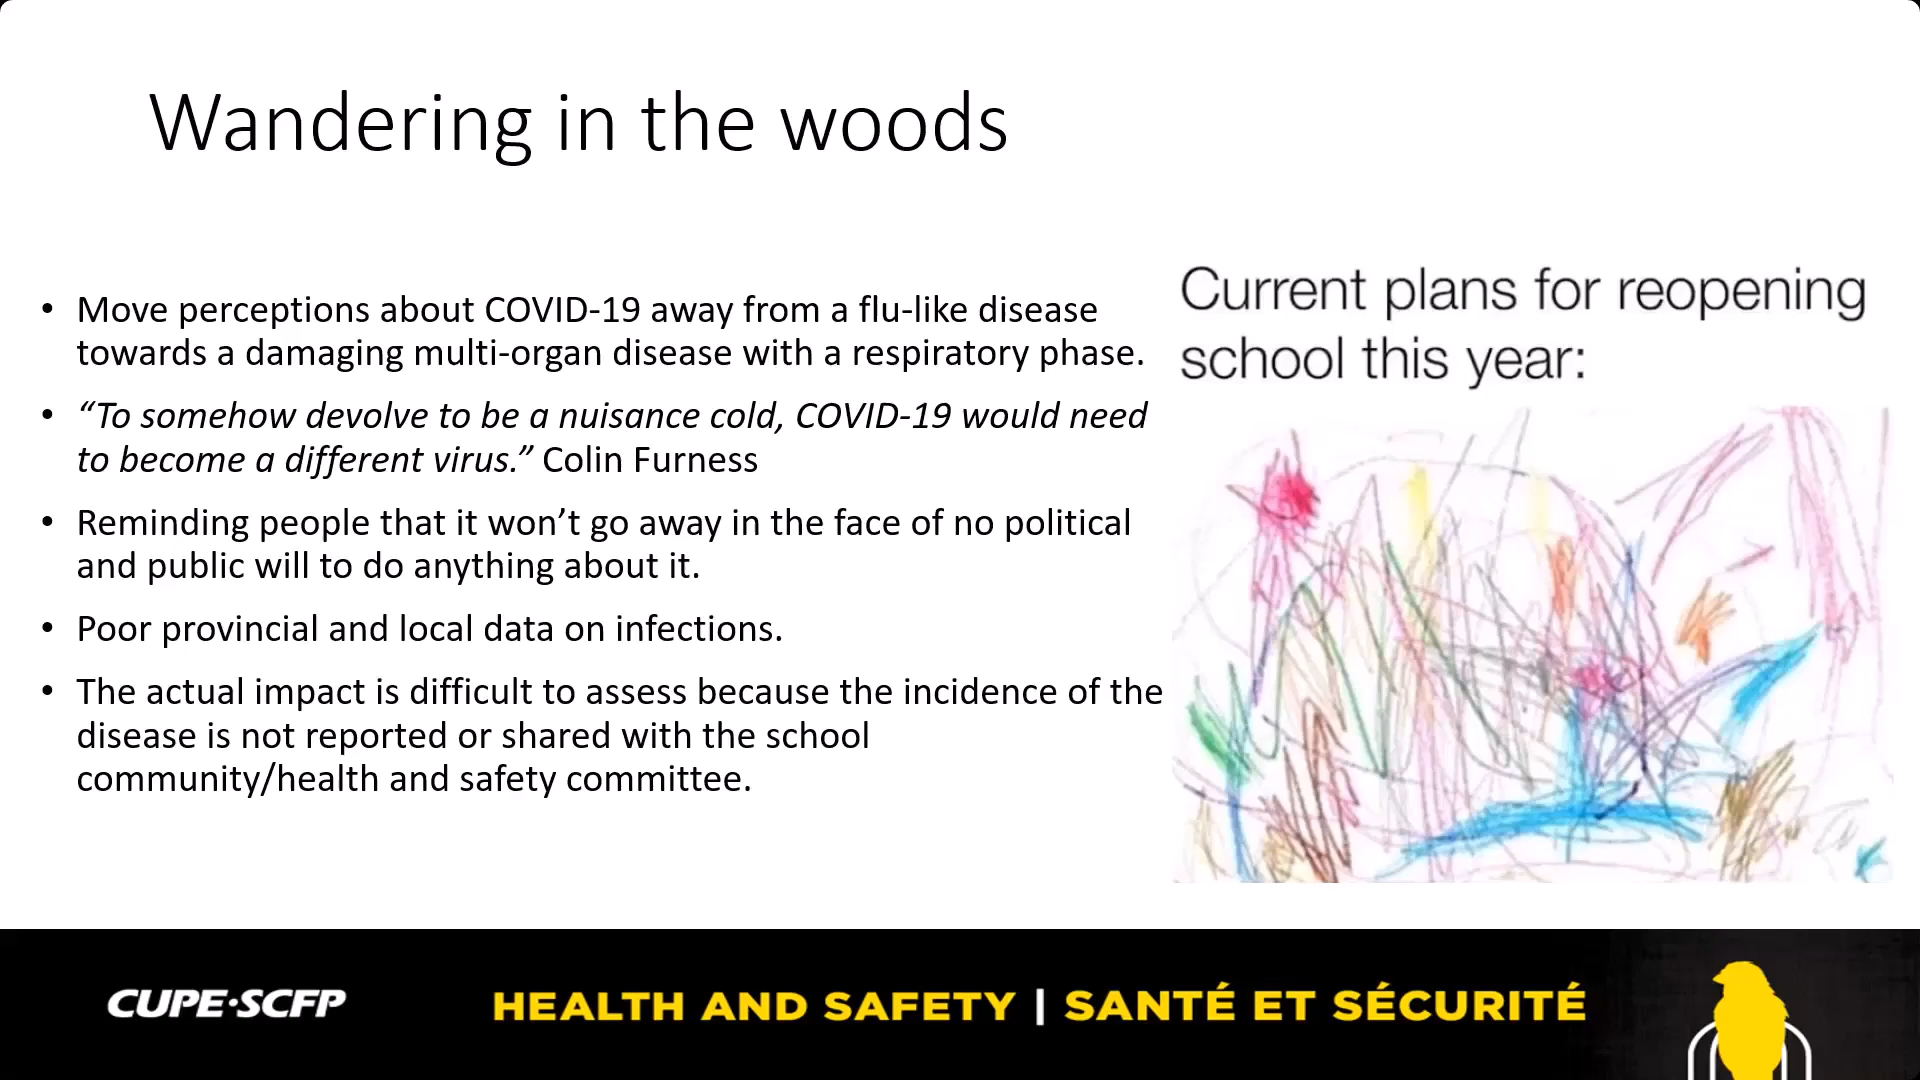 Wandering in the woods
• Move perceptions about COVID-19 away from a flu-like disease
towards a damaging multi-organ disease with a respiratory phase.
• “To somehow devolve to be a nuisance cold, COVID-19 would need
to become a different virus.” Colin Furness
• Reminding people that it won’t go away in the face of no political
and public will to do anything about it.
• Poor provincial and local data on infections.
• The actual impact is difficult to assess because the incidence of the
disease is not reported or shared with the school
community/health and safety committee.
Current plans for reopening
school this year:
CUPE·SCFP
HEALTH AND SAFETY | SANTÉ ET SÉCURITÉ